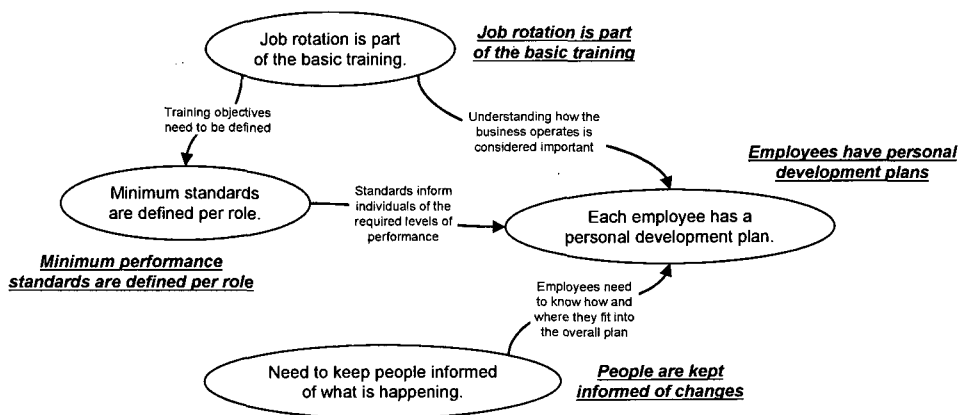 Job rotation is part
of the basic training.
Job rotation is part
of the basic training
Training objectives
need to be defined
Understanding how the
business operates is
considered important
Employees have personal
development plans
Minimum standards
are defined per role.
Standards inform
individuals of the
required levels of
performance
Each employee has a
personal development plan.
Minimum performance
standards are defined per role
Employees need
to know how and
where they fit into
the overall plan
Need to keep people informed
of what is happening.
People are kept
informed of changes